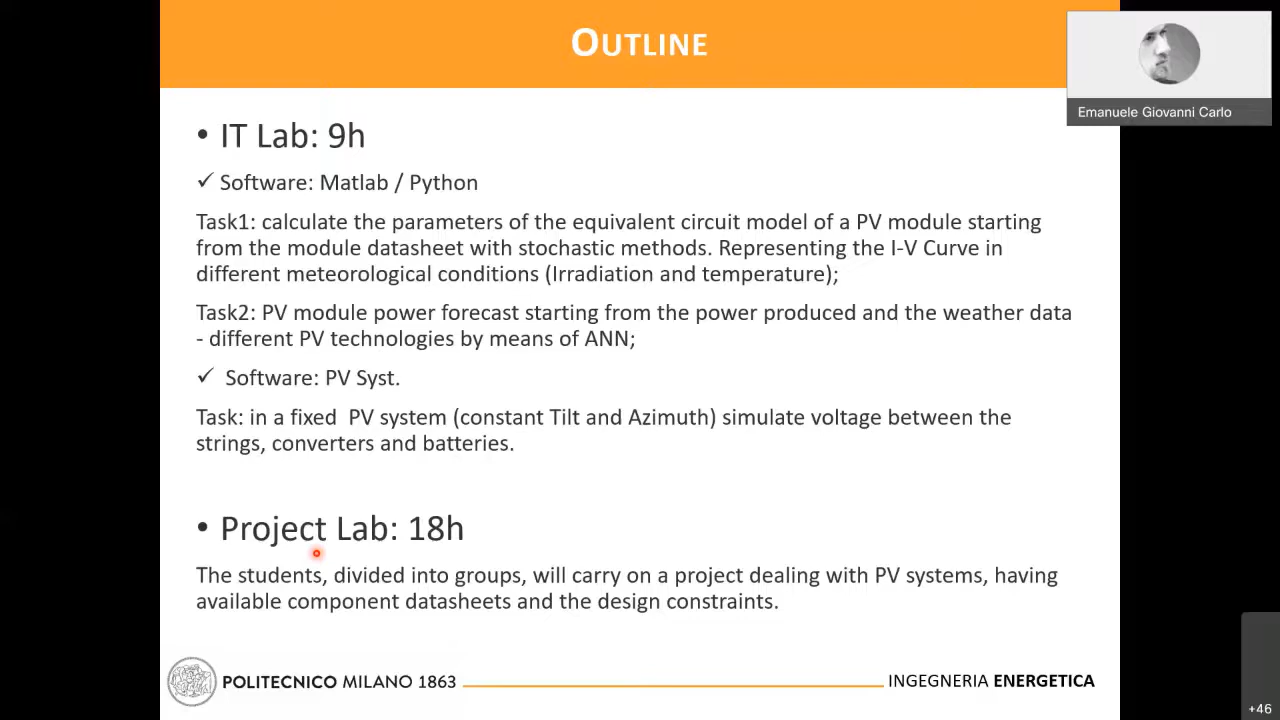 OUTLINE
Emanuele Giovanni Carlo
• IT Lab: 9h
✓ Software: Matlab / Python
Task1: calculate the parameters of the equivalent circuit model of a PV module starting
from the module datasheet with stochastic methods. Representing the I-V Curve in
different meteorological conditions (Irradiation and temperature);
Task2: PV module power forecast starting from the power produced and the weather data
- different PV technologies by means of ANN;
✓ Software: PV Syst.
Task: in a fixed PV system (constant Tilt and Azimuth) simulate voltage between the
strings, converters and batteries.
• Project Lab: 18h
The students, divided into groups, will carry on a project dealing with PV systems, having
available component datasheets and the design constraints.
POLITECNICO MILANO 1863
INGEGNERIA ENERGETICA
+46